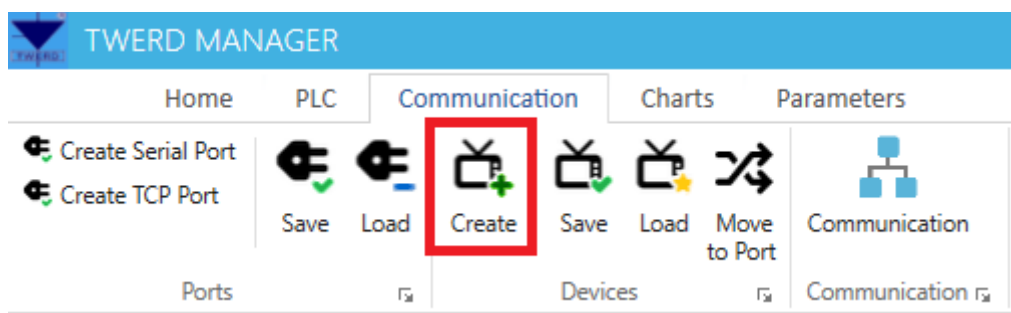 TWERD
TWERD MANAGER
Home PLC Communication Charts Parameters
Create Serial Port
Create TCP Port
Save Load Create Save Load Move to Port Communication
Ports Devices Communication